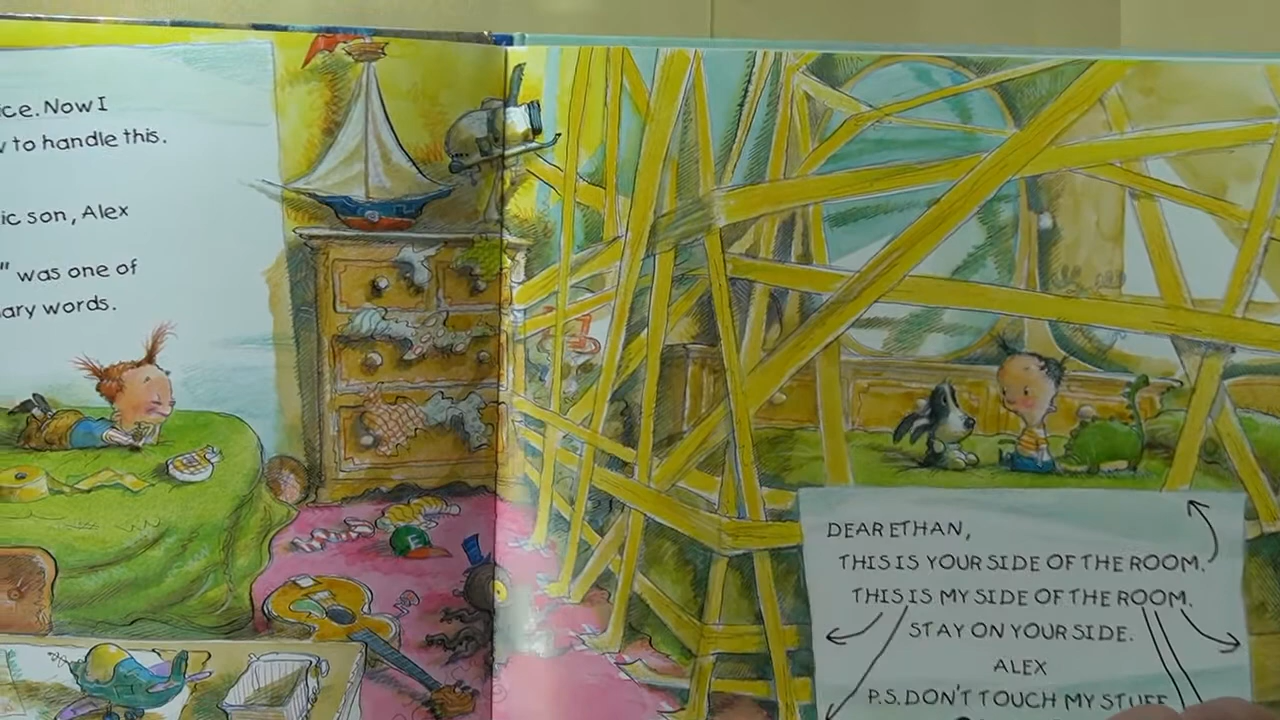 ice. Now I
to handle this.
ic son, Alex
" was one of
ary words.
E
DEAR ETHAN,
THIS IS YOUR SIDE OF THE ROOM.
THIS IS MY SIDE OF THE ROOM.
STAY ON YOUR SIDE.
ALEX
P.S. DON'T TOUCH MY STUFF